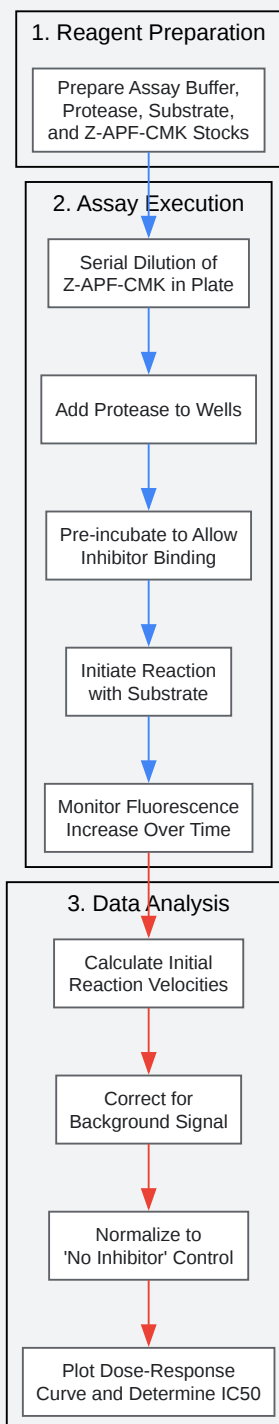 1. Reagent Preparation
Prepare Assay Buffer,
Protease, Substrate,
and Z-APF-CMK Stocks
2. Assay Execution
Serial Dilution of
Z-APF-CMK in Plate
Add Protease to Wells
Pre-incubate to Allow
Inhibitor Binding
Initiate Reaction
with Substrate
Monitor Fluorescence
Increase Over Time
3. Data Analysis
Calculate Initial
Reaction Velocities
Correct for
Background Signal
Normalize to
'No Inhibitor' Control
Plot Dose-Response
Curve and Determine IC50